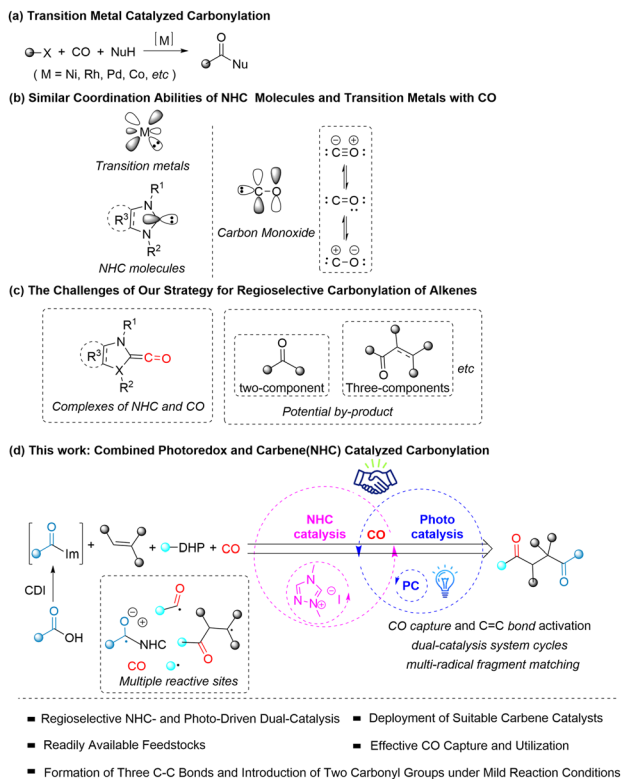 (a) Transition Metal Catalyzed Carbonylation
X + CO + NuH
[M]
O
Nu
( M = Ni, Rh, Pd, Co, etc )
(b) Similar Coordination Abilities of NHC Molecules and Transition Metals with CO
M
Transition metals
R1
N
R3
N
R2
NHC molecules
:C-O
Carbon Monoxide
⊖ ⊕
:C≡O:
:C=O:
⊕ ⊖
:C-O:
(c) The Challenges of Our Strategy for Regioselective Carbonylation of Alkenes
R1
N
R3
C=O
X
R2
Complexes of NHC and CO
O
two-component
O
Three-components
etc
Potential by-product
(d) This work: Combined Photoredox and Carbene(NHC) Catalyzed Carbonylation
O
Im
+
+
DHP + CO
CDI
O
OH
O⊖
⊕
NHC
O
O
CO
Multiple reactive sites
NHC
catalysis
CO
Photo
catalysis
N
N
N
⊕
⊖
I
PC
O
O
CO capture and C=C bond activation
dual-catalysis system cycles
multi-radical fragment matching
■ Regioselective NHC- and Photo-Driven Dual-Catalysis
■ Deployment of Suitable Carbene Catalysts
■ Readily Available Feedstocks
■ Effective CO Capture and Utilization
■ Formation of Three C-C Bonds and Introduction of Two Carbonyl Groups under Mild Reaction Conditions